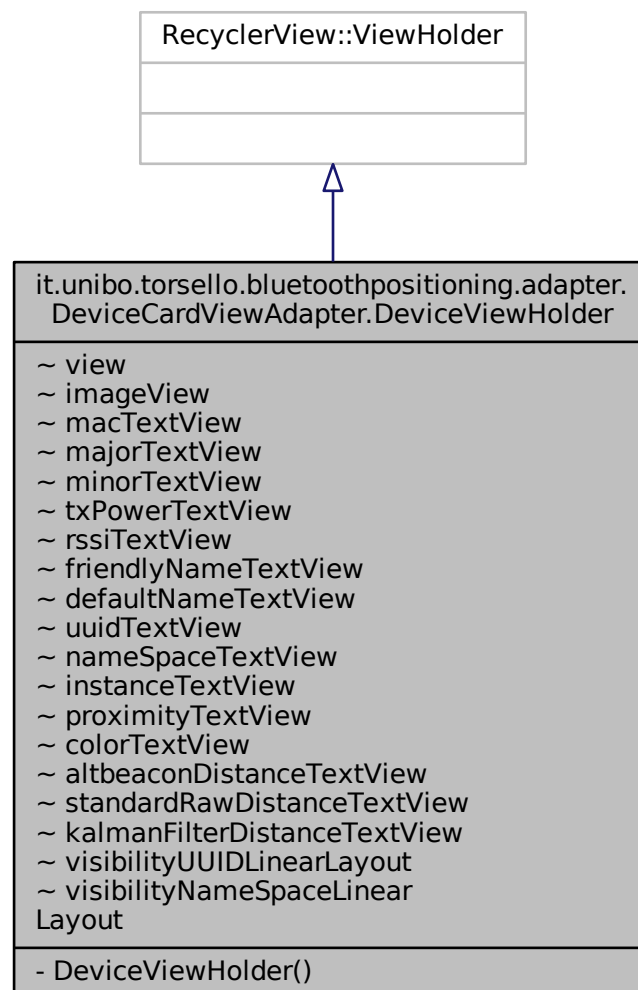 RecyclerView::ViewHolder
it.unibo.torsello.bluetoothpositioning.adapter.
DeviceCardViewAdapter.DeviceViewHolder
~ view
~ imageView
~ macTextView
~ majorTextView
~ minorTextView
~ txPowerTextView
~ rssiTextView
~ friendlyNameTextView
~ defaultNameTextView
~ uuidTextView
~ nameSpaceTextView
~ instanceTextView
~ proximityTextView
~ colorTextView
~ altbeaconDistanceTextView
~ standardRawDistanceTextView
~ kalmanFilterDistanceTextView
~ visibilityUUIDLinearLayout
~ visibilityNameSpaceLinear
Layout
- DeviceViewHolder()